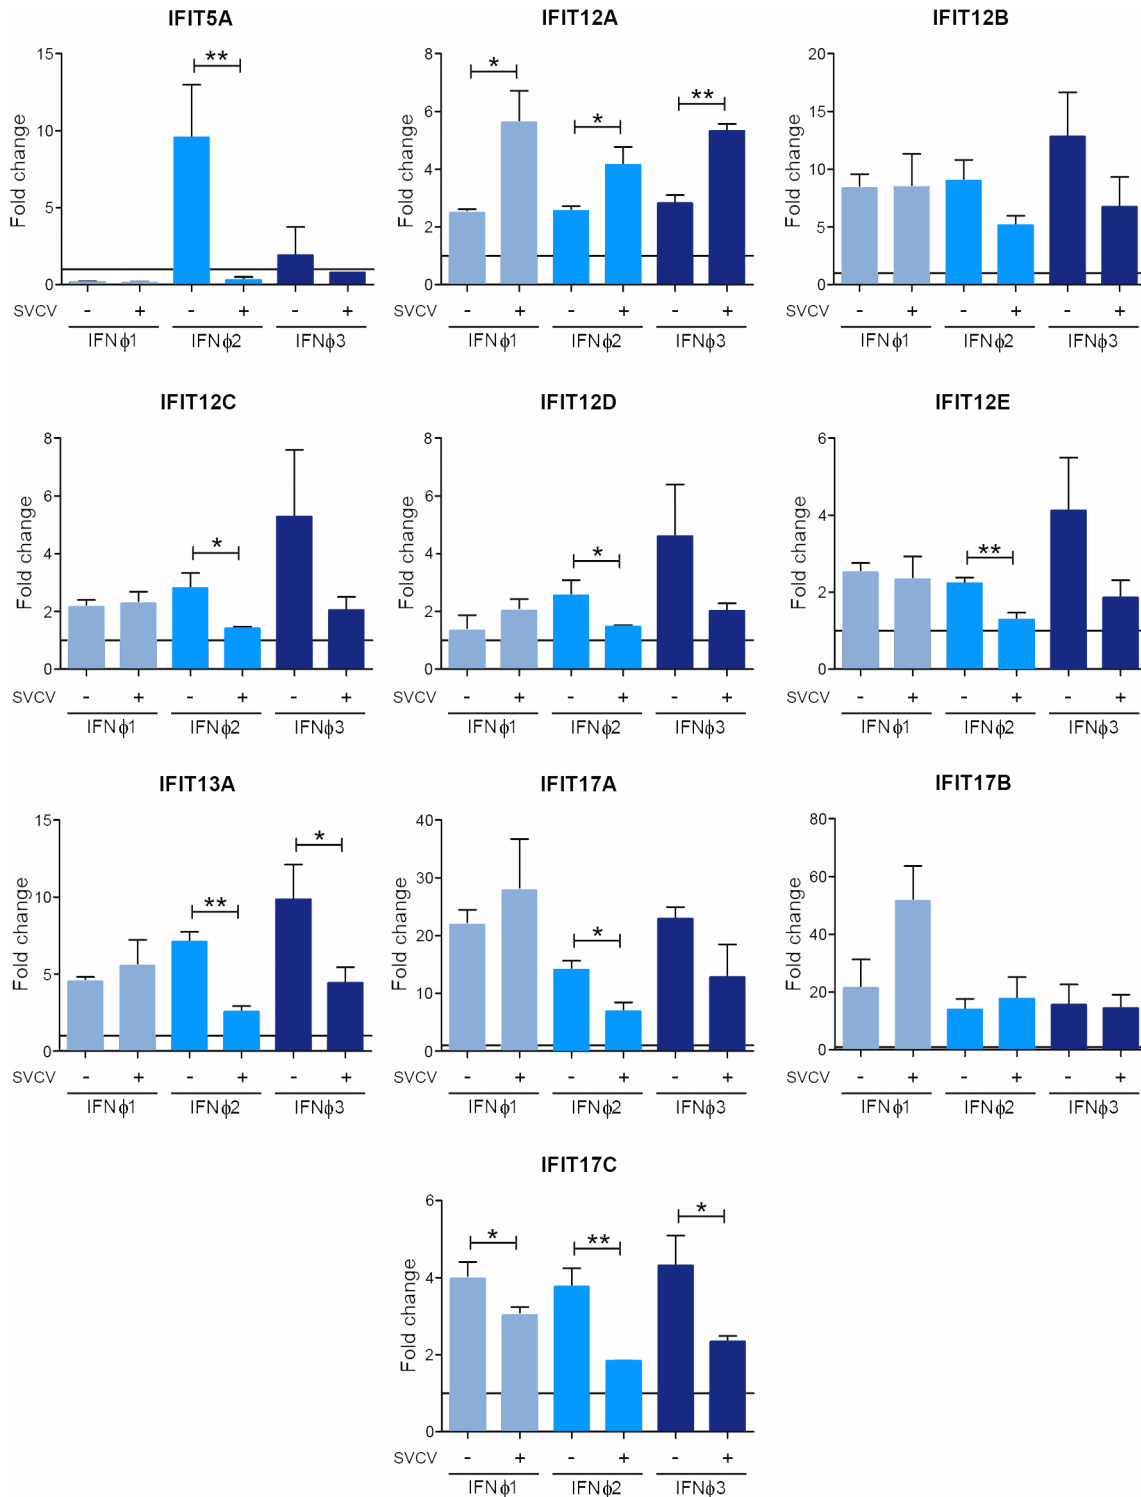 IFIT5A
15
10
5
0
Fold change
**
SVCV - + - + - +
IFNϕ1 IFNϕ2 IFNϕ3
IFIT12A
8
6
4
2
0
Fold change
* * **
SVCV - + - + - +
IFNϕ1 IFNϕ2 IFNϕ3
IFIT12B
20
15
10
5
0
Fold change
SVCV - + - + - +
IFNϕ1 IFNϕ2 IFNϕ3
IFIT12C
8
6
4
2
0
Fold change
*
SVCV - + - + - +
IFNϕ1 IFNϕ2 IFNϕ3
IFIT12D
8
6
4
2
0
Fold change
*
SVCV - + - + - +
IFNϕ1 IFNϕ2 IFNϕ3
IFIT12E
6
4
2
0
Fold change
**
SVCV - + - + - +
IFNϕ1 IFNϕ2 IFNϕ3
IFIT13A
15
10
5
0
Fold change
** *
SVCV - + - + - +
IFNϕ1 IFNϕ2 IFNϕ3
IFIT17A
40
30
20
10
0
Fold change
*
SVCV - + - + - +
IFNϕ1 IFNϕ2 IFNϕ3
IFIT17B
80
60
40
20
0
Fold change
SVCV - + - + - +
IFNϕ1 IFNϕ2 IFNϕ3
IFIT17C
6
4
2
0
Fold change
* ** *
SVCV - + - + - +
IFNϕ1 IFNϕ2 IFNϕ3